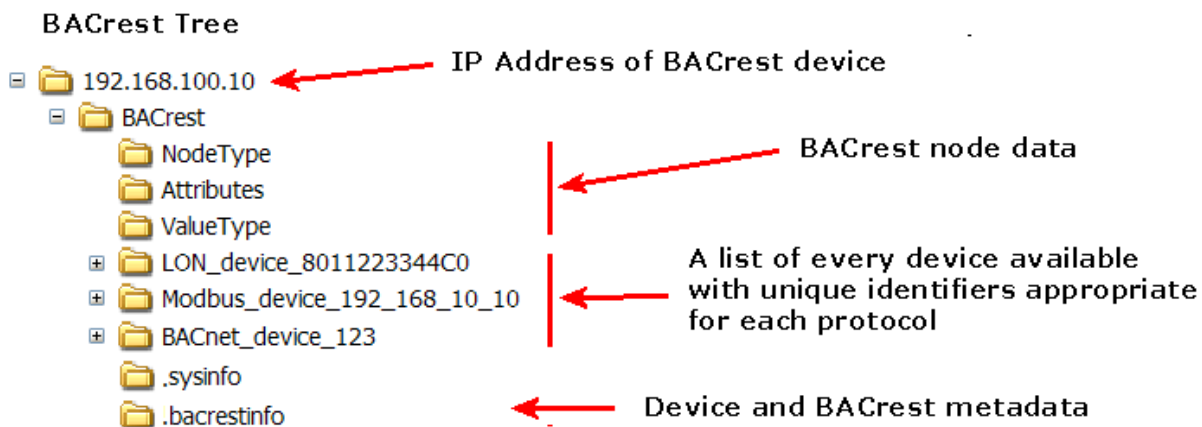 BACrest Tree
192.168.100.10
IP Address of BACrest device
BACrest
NodeType
BACrest node data
Attributes
ValueType
LON_device_8011223344C0
A list of every device available
with unique identifiers appropriate
for each protocol
Modbus_device_192_168_10_10
BACnet_device_123
.sysinfo
.bacrestinfo
Device and BACrest metadata